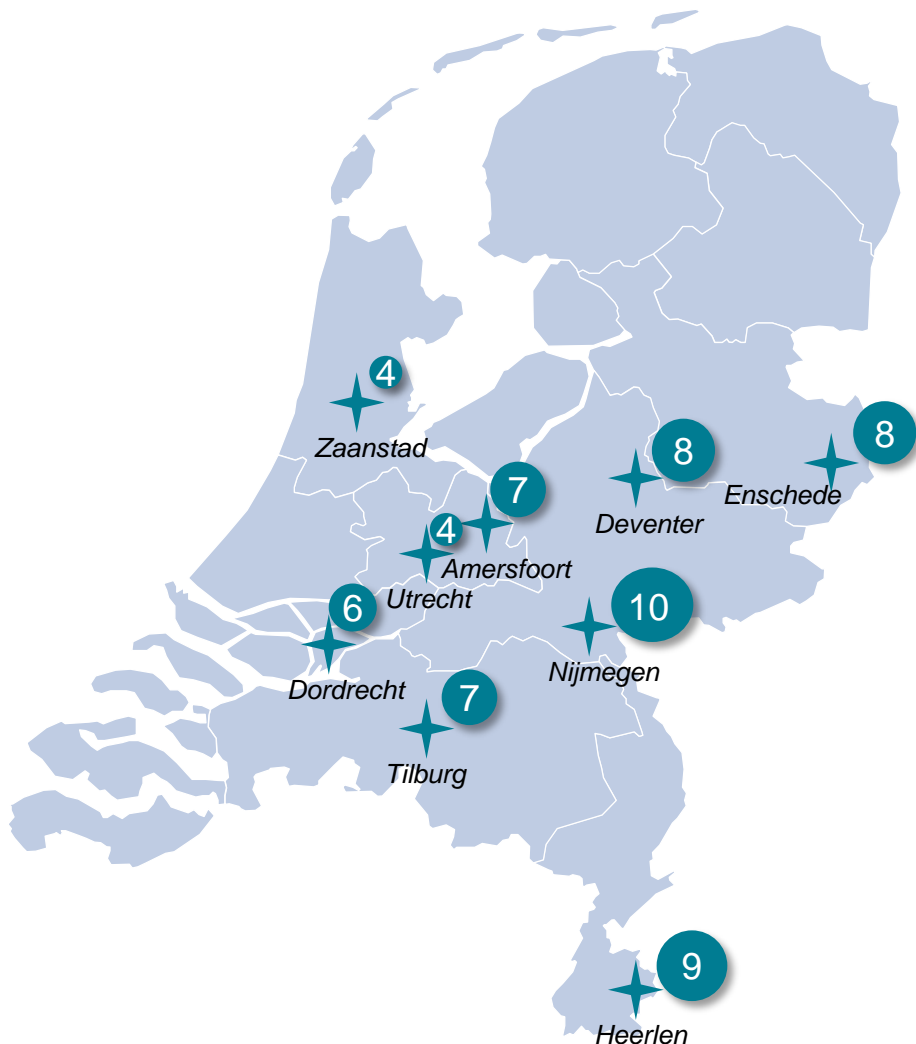 4
Zaanstad
8
Enschede
8
Deventer
7
Amersfoort
4
Utrecht
6
Dordrecht
10
Nijmegen
7
Tilburg
9
Heerlen